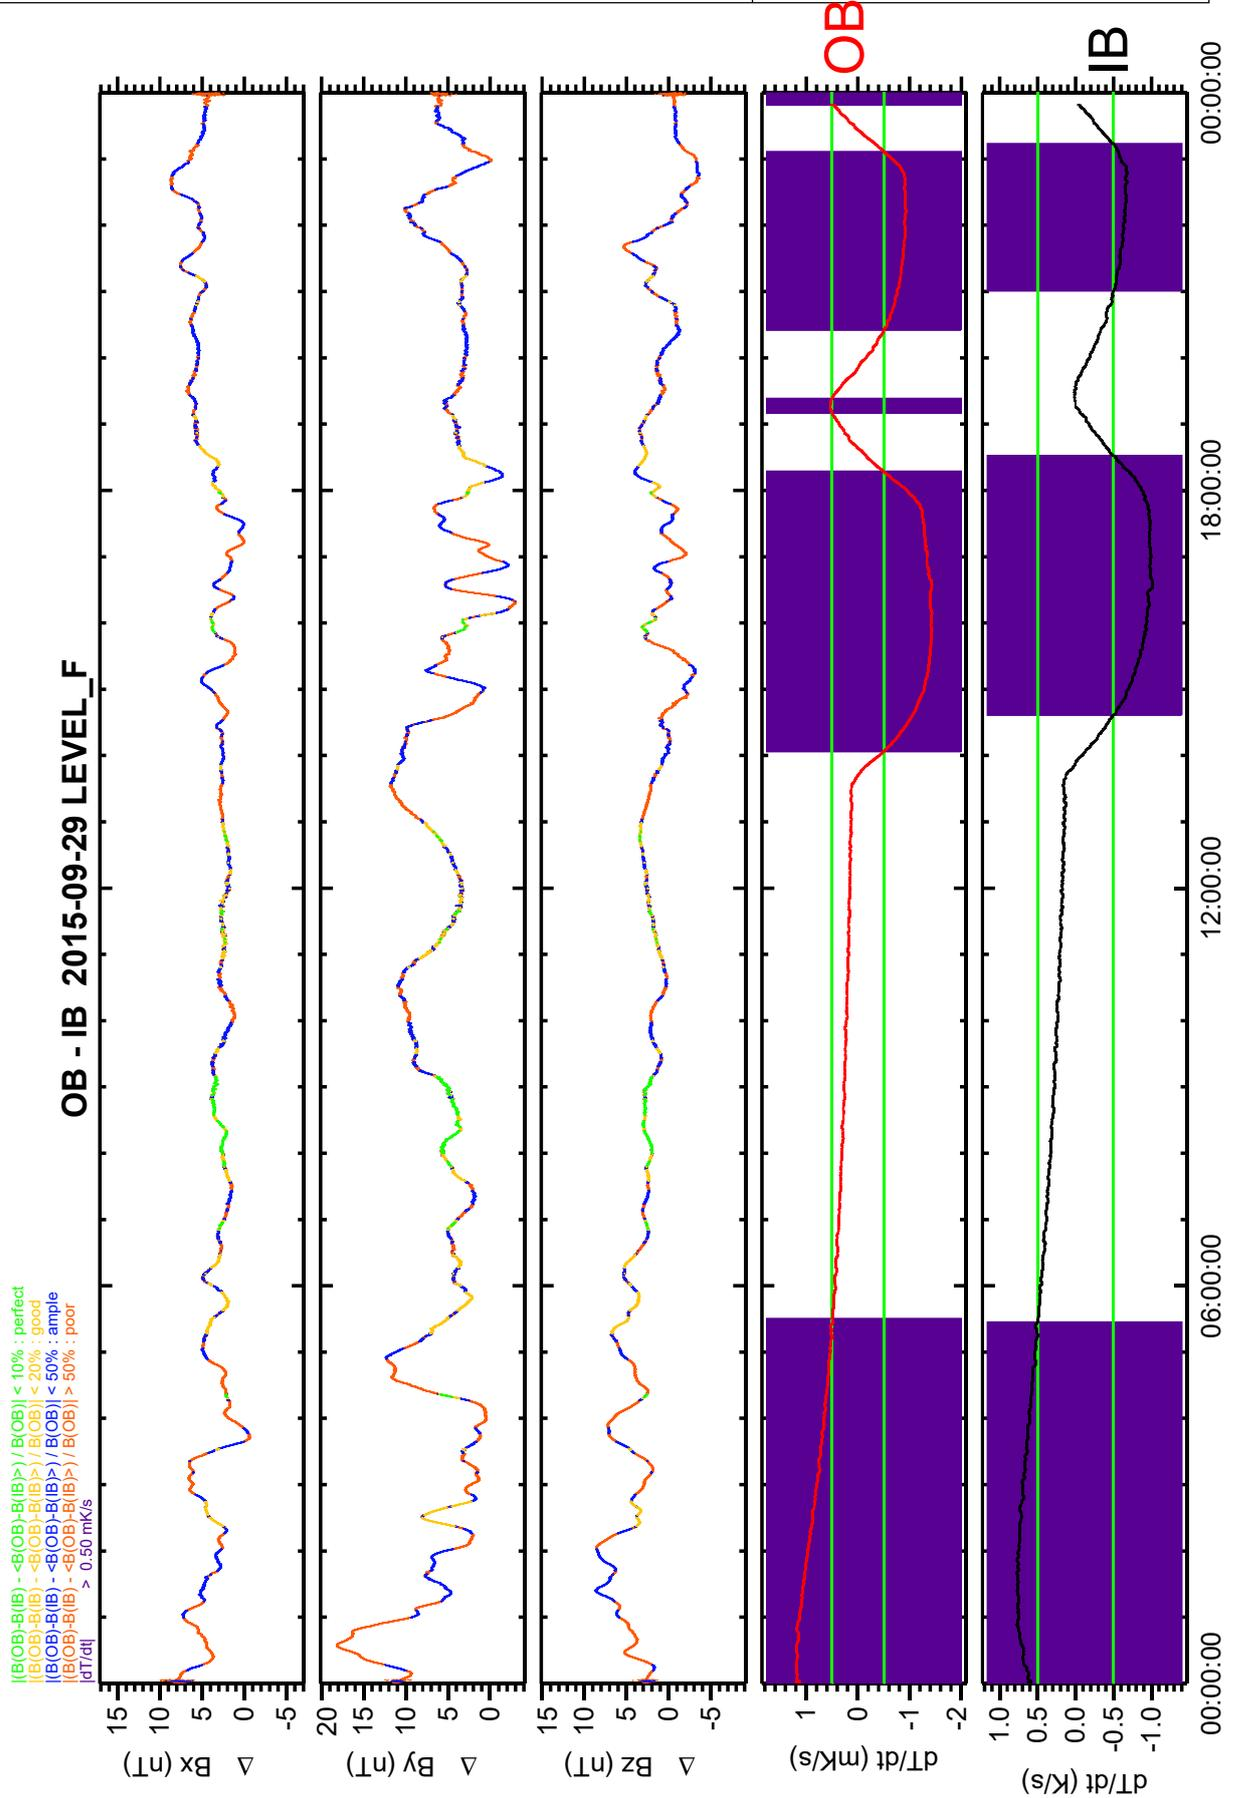 |(B(OB)-B(IB) - <B(OB)-B(IB)>) / B(OB)| < 10% : perfect
|(B(OB)-B(IB) - <B(OB)-B(IB)>) / B(OB)| < 20% : good
|(B(OB)-B(IB) - <B(OB)-B(IB)>) / B(OB)| < 50% : ample
|(B(OB)-B(IB) - <B(OB)-B(IB)>) / B(OB)| > 50% : poor
|dT/dt| > 0.50 mK/s
OB - IB 2015-09-29 LEVEL_F
Δ Bx (nT)
15
10
5
0
-5
Δ By (nT)
20
15
10
5
0
Δ Bz (nT)
15
10
5
0
-5
dT/dt (mK/s)
1
0
-1
-2
OB
dT/dt (K/s)
1.0
0.5
0.0
-0.5
-1.0
IB
00:00:00
06:00:00
12:00:00
18:00:00
00:00:00